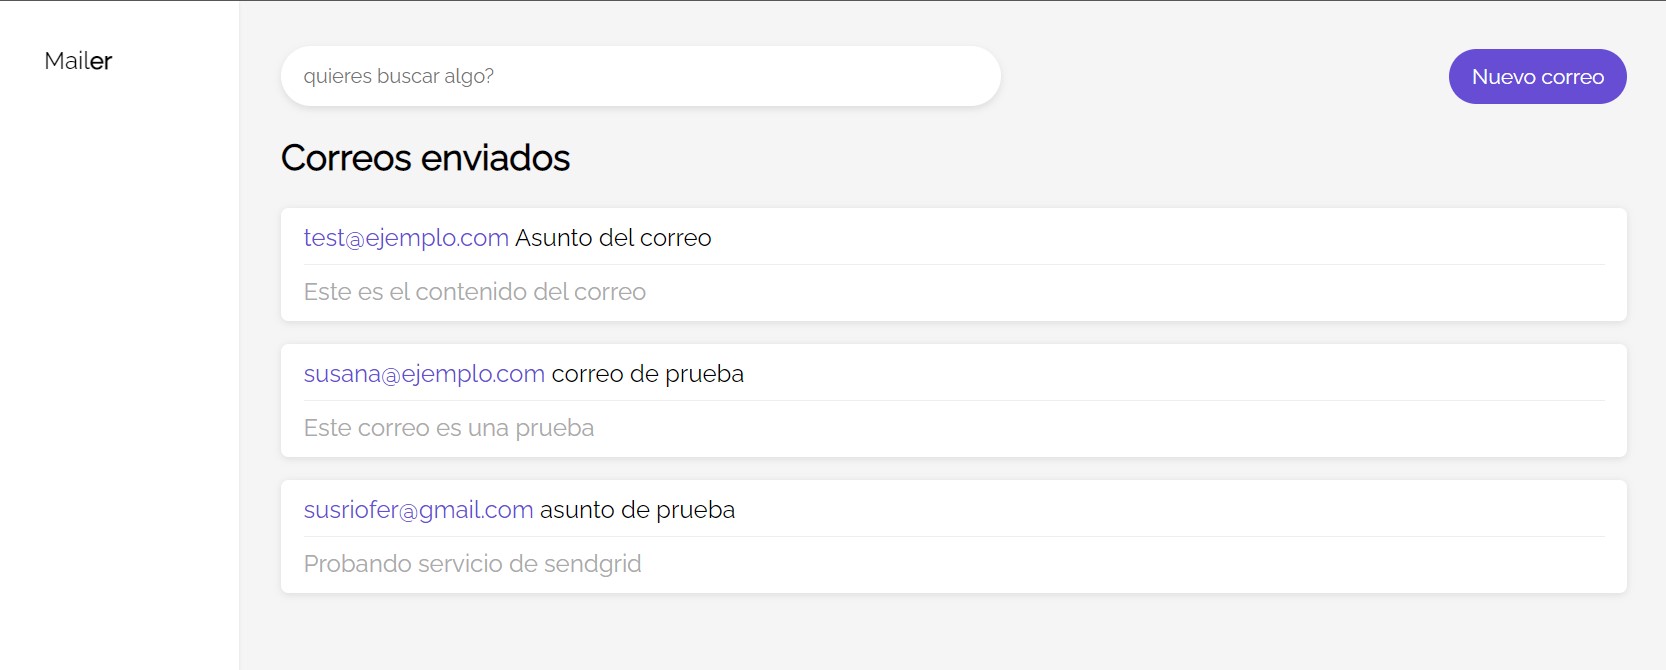 Mailer
quieres buscar algo?
Nuevo correo
Correos enviados
test@ejemplo.com Asunto del correo
Este es el contenido del correo
susana@ejemplo.com correo de prueba
Este correo es una prueba
susriofer@gmail.com asunto de prueba
Probando servicio de sendgrid